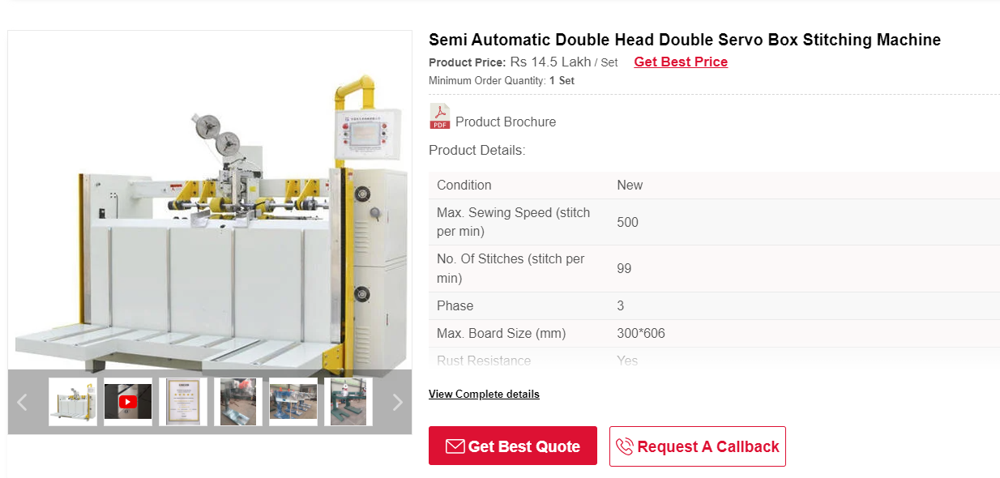 Semi Automatic Double Head Double Servo Box Stitching Machine
Product Price: Rs 14.5 Lakh / Set Get Best Price
Minimum Order Quantity: 1 Set
PDF
Product Brochure
Product Details:
Condition New
Max. Sewing Speed (stitch
per min) 500
No. Of Stitches (stitch per
min) 99
Phase 3
Max. Board Size (mm) 300*606
Rust Resistance Yes
View Complete details
Get Best Quote
Request A Callback